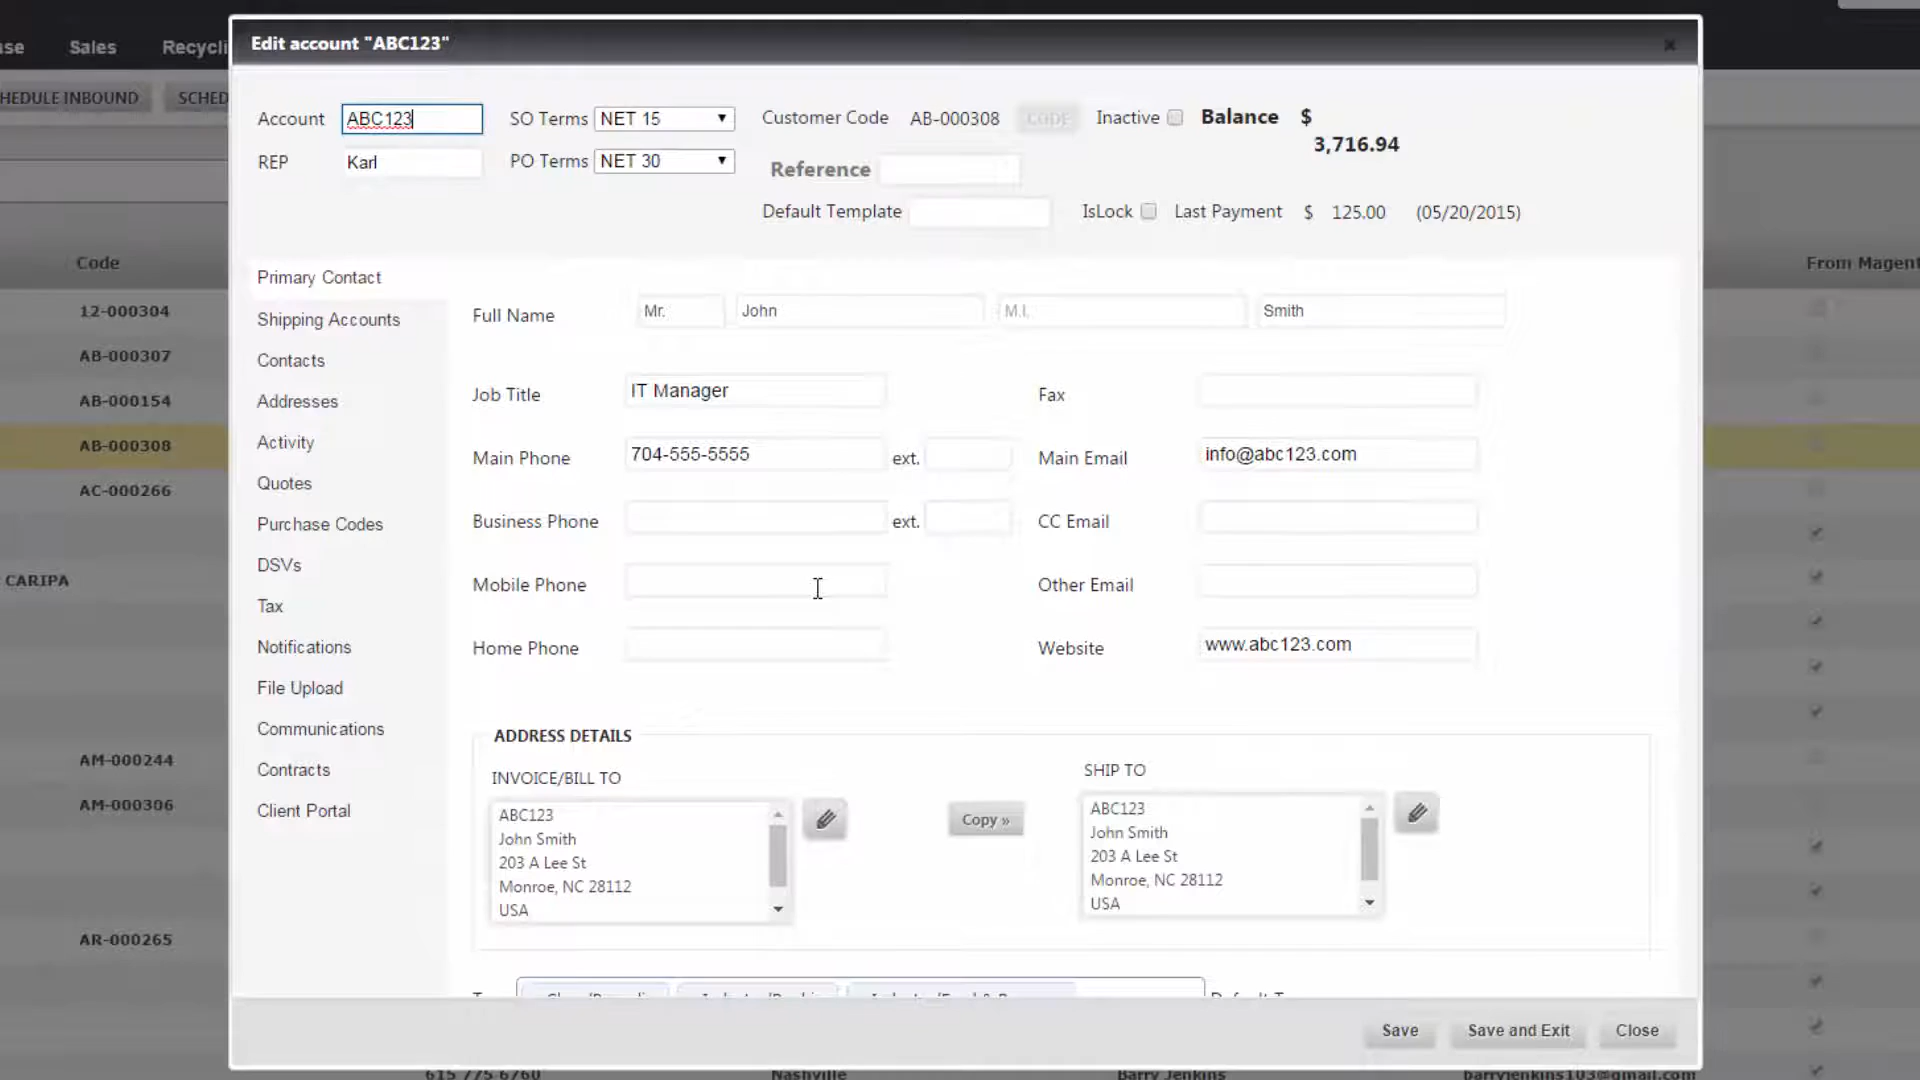 Sales
Edit account "ABC123"
HEDULE INBOUND
Account ABC123 SO Terms NET 15 Customer Code AB-000308 CODE Inactive Balance $ 3,716.94
REP Karl PO Terms NET 30 Reference
Default Template IsLock Last Payment $ 125.00 (05/20/2015)
Code
12-000304
AB-000307
AB-000154
AB-000308
AC-000266
CARIPA
AM-000244
AM-000306
AR-000265
Primary Contact
Shipping Accounts
Contacts
Addresses
Activity
Quotes
Purchase Codes
DSVs
Tax
Notifications
File Upload
Communications
Contracts
Client Portal
Full Name Mr. John M.I. Smith
Job Title IT Manager Fax
Main Phone 704-555-5555 ext. Main Email info@abc123.com
Business Phone ext. CC Email
Mobile Phone Other Email
Home Phone Website www.abc123.com
ADDRESS DETAILS
INVOICE/BILL TO
ABC123
John Smith
203 A Lee St
Monroe, NC 28112
USA
Copy »
SHIP TO
ABC123
John Smith
203 A Lee St
Monroe, NC 28112
USA
Save Save and Exit Close
From Magent
615 775 6760 Nashville Barry Jenkins barryjenkins103@gmail.com